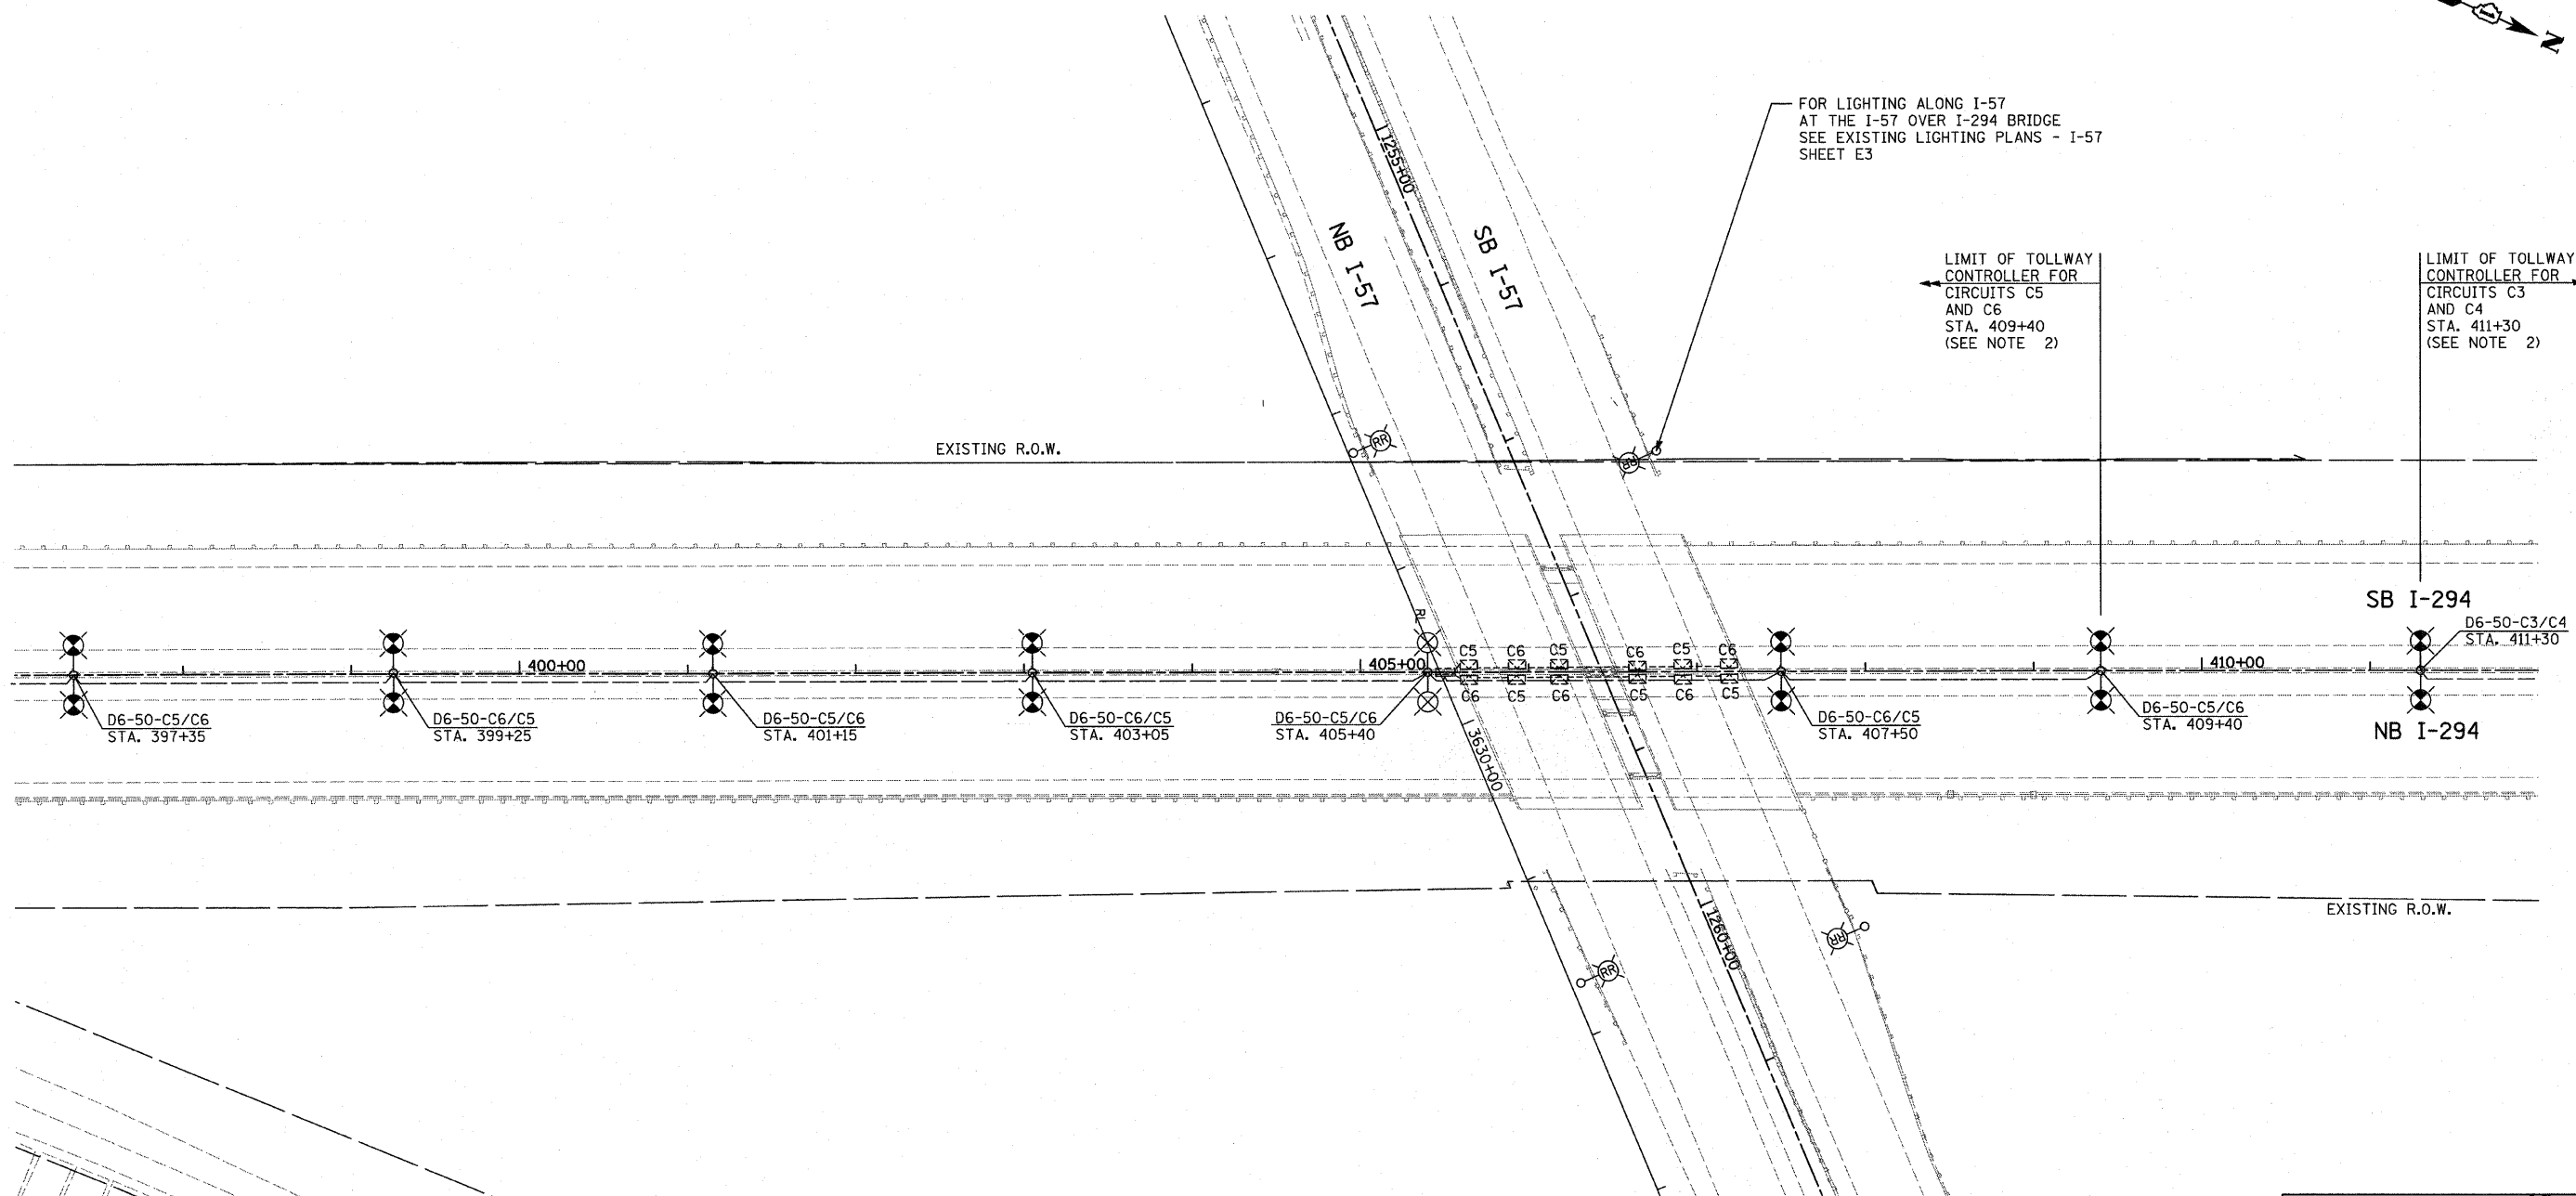 N
FOR LIGHTING ALONG I-57
AT THE I-57 OVER I-294 BRIDGE
SEE EXISTING LIGHTING PLANS - I-57
SHEET E3
1255+00
NB I-57
SB I-57
LIMIT OF TOLLWAY
CONTROLLER FOR
CIRCUITS C5
AND C6
STA. 409+40
(SEE NOTE 2)
LIMIT OF TOLLWAY
CONTROLLER FOR
CIRCUITS C3
AND C4
STA. 411+30
(SEE NOTE 2)
EXISTING R.O.W.
RR
RR
SB I-294
RL
D6-50-C3/C4
STA. 411+30
400+00
405+00
C5 C6 C5 C6 C5 C6
410+00
C6 C5 C6 C5 C6 C5
D6-50-C5/C6
STA. 397+35
D6-50-C6/C5
STA. 399+25
D6-50-C5/C6
STA. 401+15
D6-50-C6/C5
STA. 403+05
D6-50-C5/C6
STA. 405+40
D6-50-C6/C5
STA. 407+50
D6-50-C5/C6
STA. 409+40
NB I-294
3630+00
EXISTING R.O.W.
1260+00
RR
RR